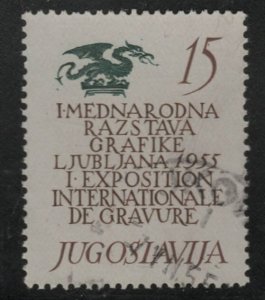 15
I·MEDNARODNA
RAZSTAVA
GRAFIKE
LJUBLJANA 1955
I·EXPOSITION
INTERNATIONALE
DE GRAVURE
JUGOSLAVIJA